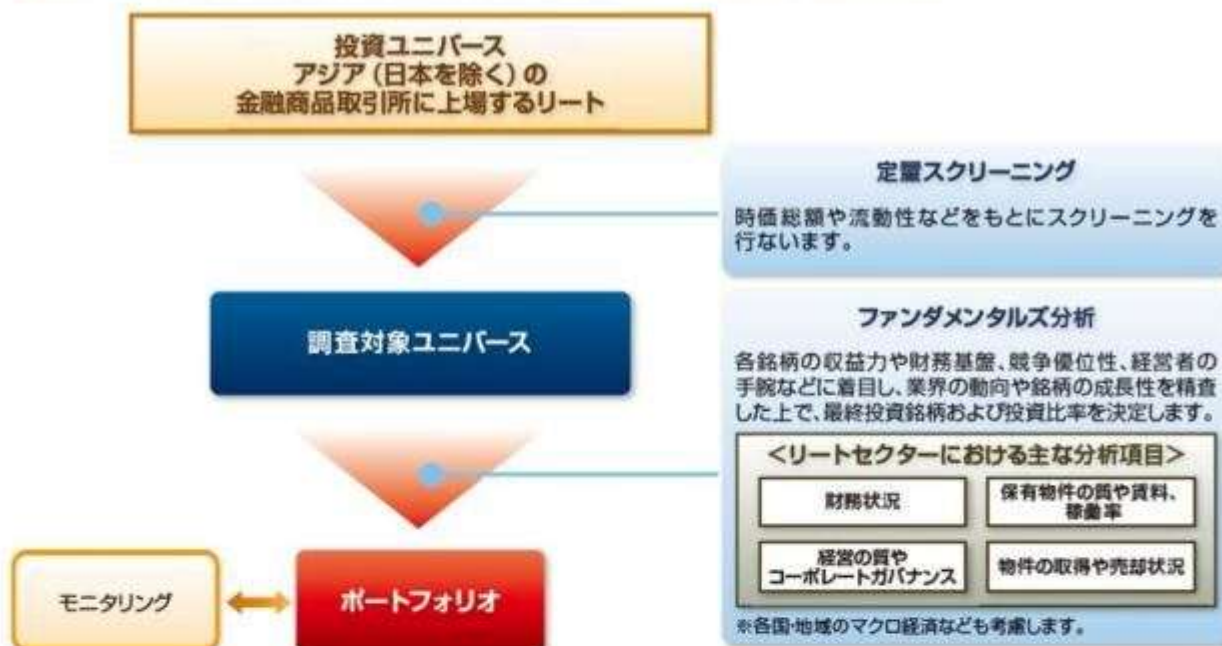 投資ユニバース
アジア（日本を除く）の
金融商品取引所に上場するリート
定量スクリーニング
時価総額や流動性などをもとにスクリーニングを
行ないます。
調査対象ユニバース
ファンダメンタルズ分析
各銘柄の収益力や財務基盤、競争優位性、経営者の
手腕などに着目し、業界の動向や銘柄の成長性を精査
した上で、最終投資銘柄および投資比率を決定します。
＜リートセクターにおける主な分析項目＞
財務状況
保有物件の質や賃料、
稼働率
経営の質や
コーポレートガバナンス
物件の取得や売却状況
※各国・地域のマクロ経済なども考慮します。
モニタリング
ポートフォリオ